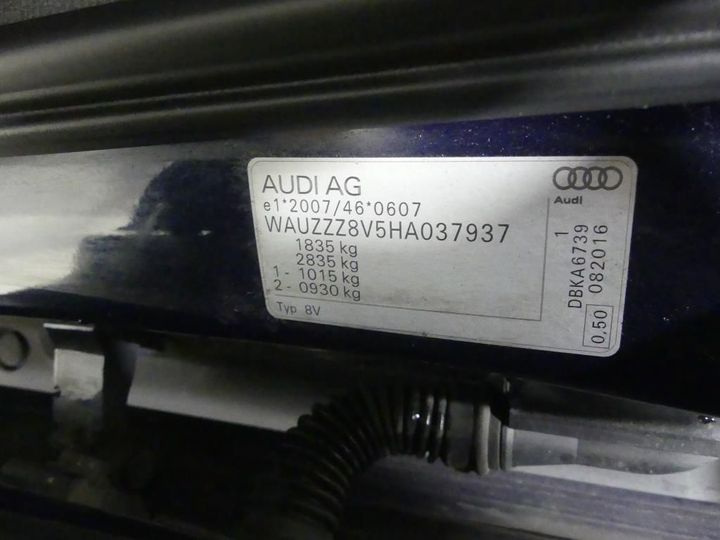 AUDI AG
e1*2007/46*0607
WAUZZZ8V5HA037937
1835 kg
2835 kg
1 - 1015 kg
2 - 0930 kg
Typ 8V
Audi
DBKA6739 1
0,50 082016